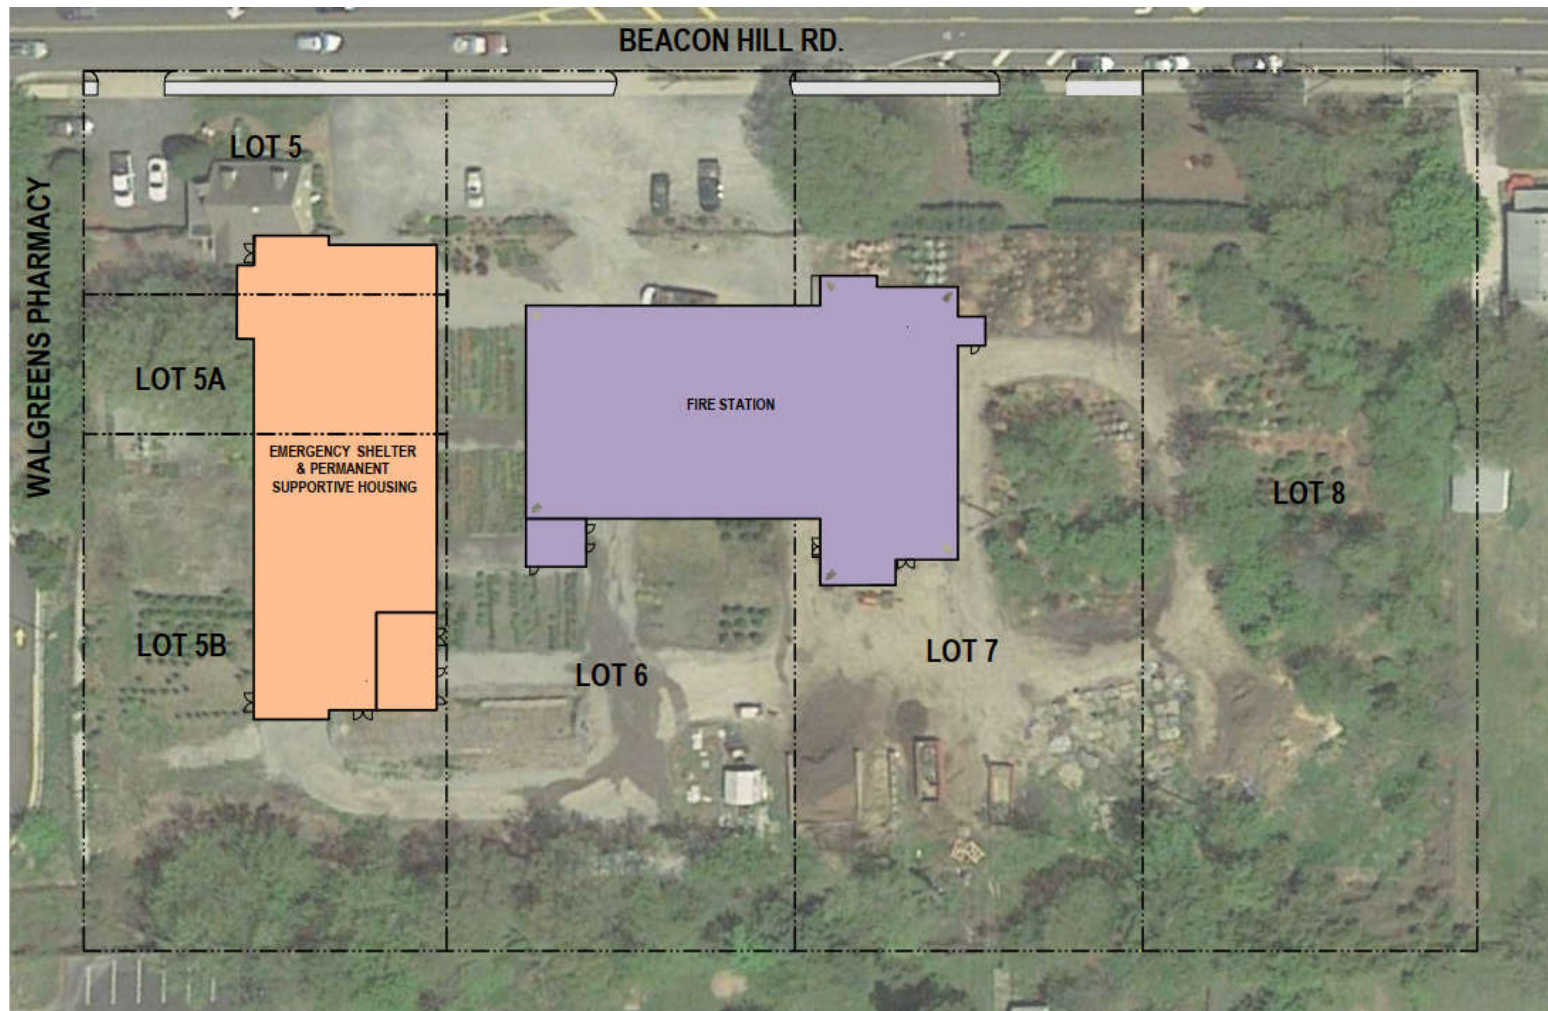 BEACON HILL RD.
LOT 5
WALGREENS PHARMACY
LOT 5A
FIRE STATION
EMERGENCY SHELTER
& PERMANENT
SUPPORTIVE HOUSING
LOT 8
LOT 5B
LOT 6
LOT 7